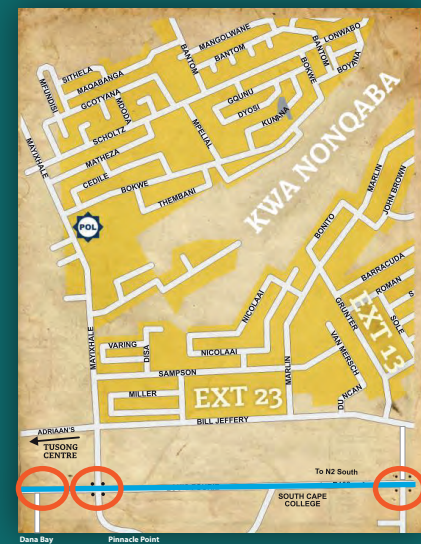 MANGOLWANE
LONWABO
BANTOM
BANTOM
BANTOM
SITHELA
BOKWE
BOYANA
MAQABANGA
MFUNDISI
GCOTYANA
MDODA
GQUNU
DYOSI
KUNANA
SCHOLTZ
MPELIAL
MAYIXHALE
MATHEZA
CEDILE
BOKWE
THEMBANI
KWA NONQABA
MARLIN
JOHN BROWN
BONITO
POL
BARRACUDA
ROMAN
SOLE
GRUNTER
EXT 13
NICOLAAI
VAN MERSCH
MAYIXHALE
VARING
DISA
NICOLAAI
SAMPSON
MARLIN
MILLER
EXT 23
DUNCAN
BILL JEFFERY
ADRIAAN'S
TUSONG
CENTRE
To N2 South
SOUTH CAPE
COLLEGE
Dana Bay
Pinnacle Point